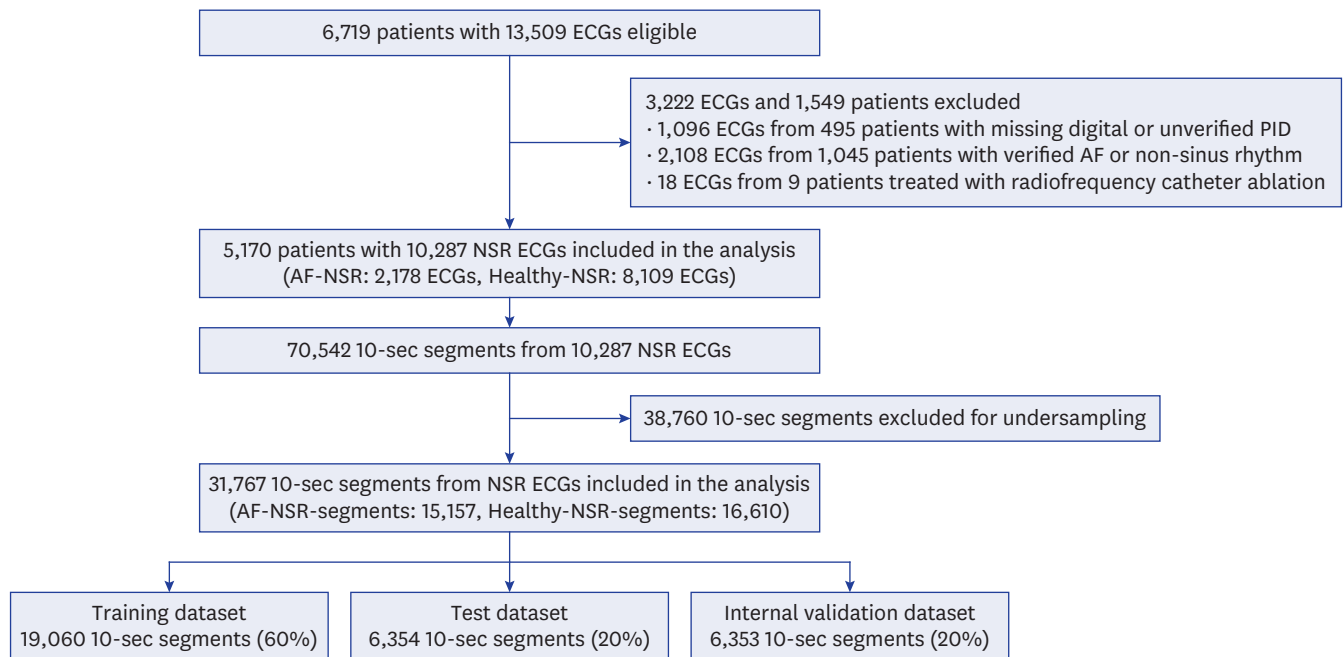 6,719 patients with 13,509 ECGs eligible
3,222 ECGs and 1,549 patients excluded
· 1,096 ECGs from 495 patients with missing digital or unverified PID
· 2,108 ECGs from 1,045 patients with verified AF or non-sinus rhythm
· 18 ECGs from 9 patients treated with radiofrequency catheter ablation
5,170 patients with 10,287 NSR ECGs included in the analysis
(AF-NSR: 2,178 ECGs, Healthy-NSR: 8,109 ECGs)
70,542 10-sec segments from 10,287 NSR ECGs
38,760 10-sec segments excluded for undersampling
31,767 10-sec segments from NSR ECGs included in the analysis
(AF-NSR-segments: 15,157, Healthy-NSR-segments: 16,610)
Training dataset
19,060 10-sec segments (60%)
Test dataset
6,354 10-sec segments (20%)
Internal validation dataset
6,353 10-sec segments (20%)